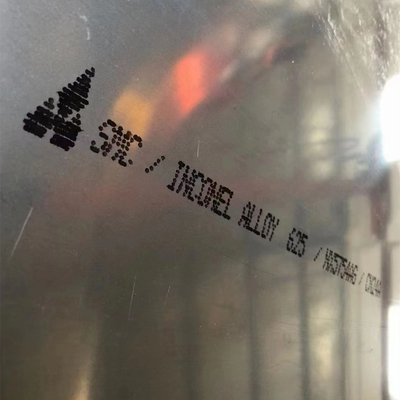 SMC / INCONEL ALLOY 625 /